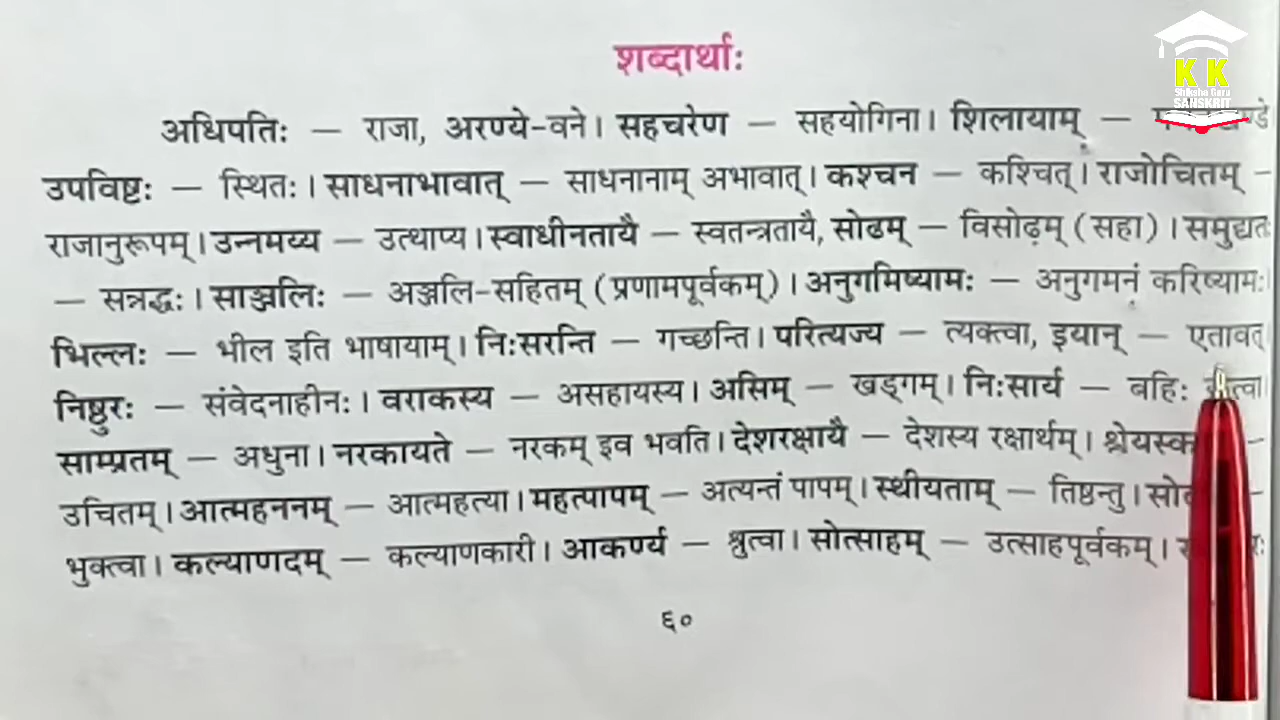 शब्दार्थाः
K K
Shiksha Guru
SANSKRIT
अधिपतिः — राजा, अरण्ये-वने। सहचरेण — सहयोगिना। शिलायाम् —
उपविष्टः — स्थितः। साधनाभावात् — साधनानाम् अभावात्। कश्चन — कश्चित्। राजोचितम् —
राजानुरूपम्। उन्नमय्य — उत्थाप्य। स्वाधीनतायै — स्वतन्त्रतायै, सोढम् — विसोढ़म् (सहा)। समुद्यतः
— सन्नद्धः। साञ्जलिः — अञ्जलि-सहितम् (प्रणामपूर्वकम्)। अनुगमिष्यामः — अनुगमनं करिष्यामः।
भिल्लः — भील इति भाषायाम्। निःसरन्ति — गच्छन्ति। परित्यज्य — त्यक्त्वा, इयान् — एतावत्
निष्ठुरः — संवेदनाहीनः। वराकस्य — असहायस्य। असिम् — खड्गम्। निःसार्य — बहिः
साम्प्रतम् — अधुना। नरकायते — नरकम् इव भवति। देशरक्षायै — देशस्य रक्षार्थम्। —
उचितम्। आत्महननम् — आत्महत्या। महत्पापम् — अत्यन्तं पापम्। स्थीयताम् — तिष्ठन्तु। —
भुक्त्वा। कल्याणदम् — कल्याणकारी। आकर्ण्य — श्रुत्वा। सोत्साहम् — उत्साहपूर्वकम्।
६०